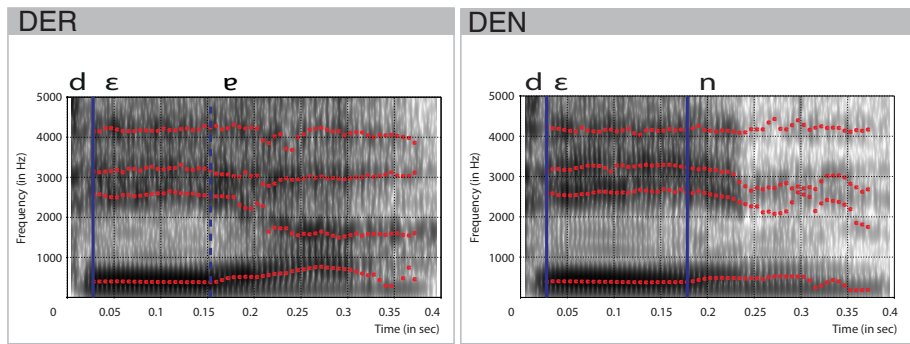 DER
d ɛ ɐ
5000
4000
3000
2000
1000
Frequency (in Hz)
0 0.05 0.1 0.15 0.2 0.25 0.3 0.35 0.4
Time (in sec)
DEN
d ɛ n
5000
4000
3000
2000
1000
Frequency (in Hz)
0 0.05 0.1 0.15 0.2 0.25 0.3 0.35 0.4
Time (in sec)